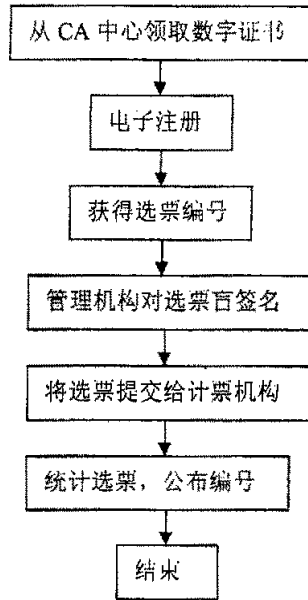 从 CA 中心领取数字证书
电子注册
获得选票编号
管理机构对选票盲签名
将选票提交给计票机构
统计选票，公布编号
结束